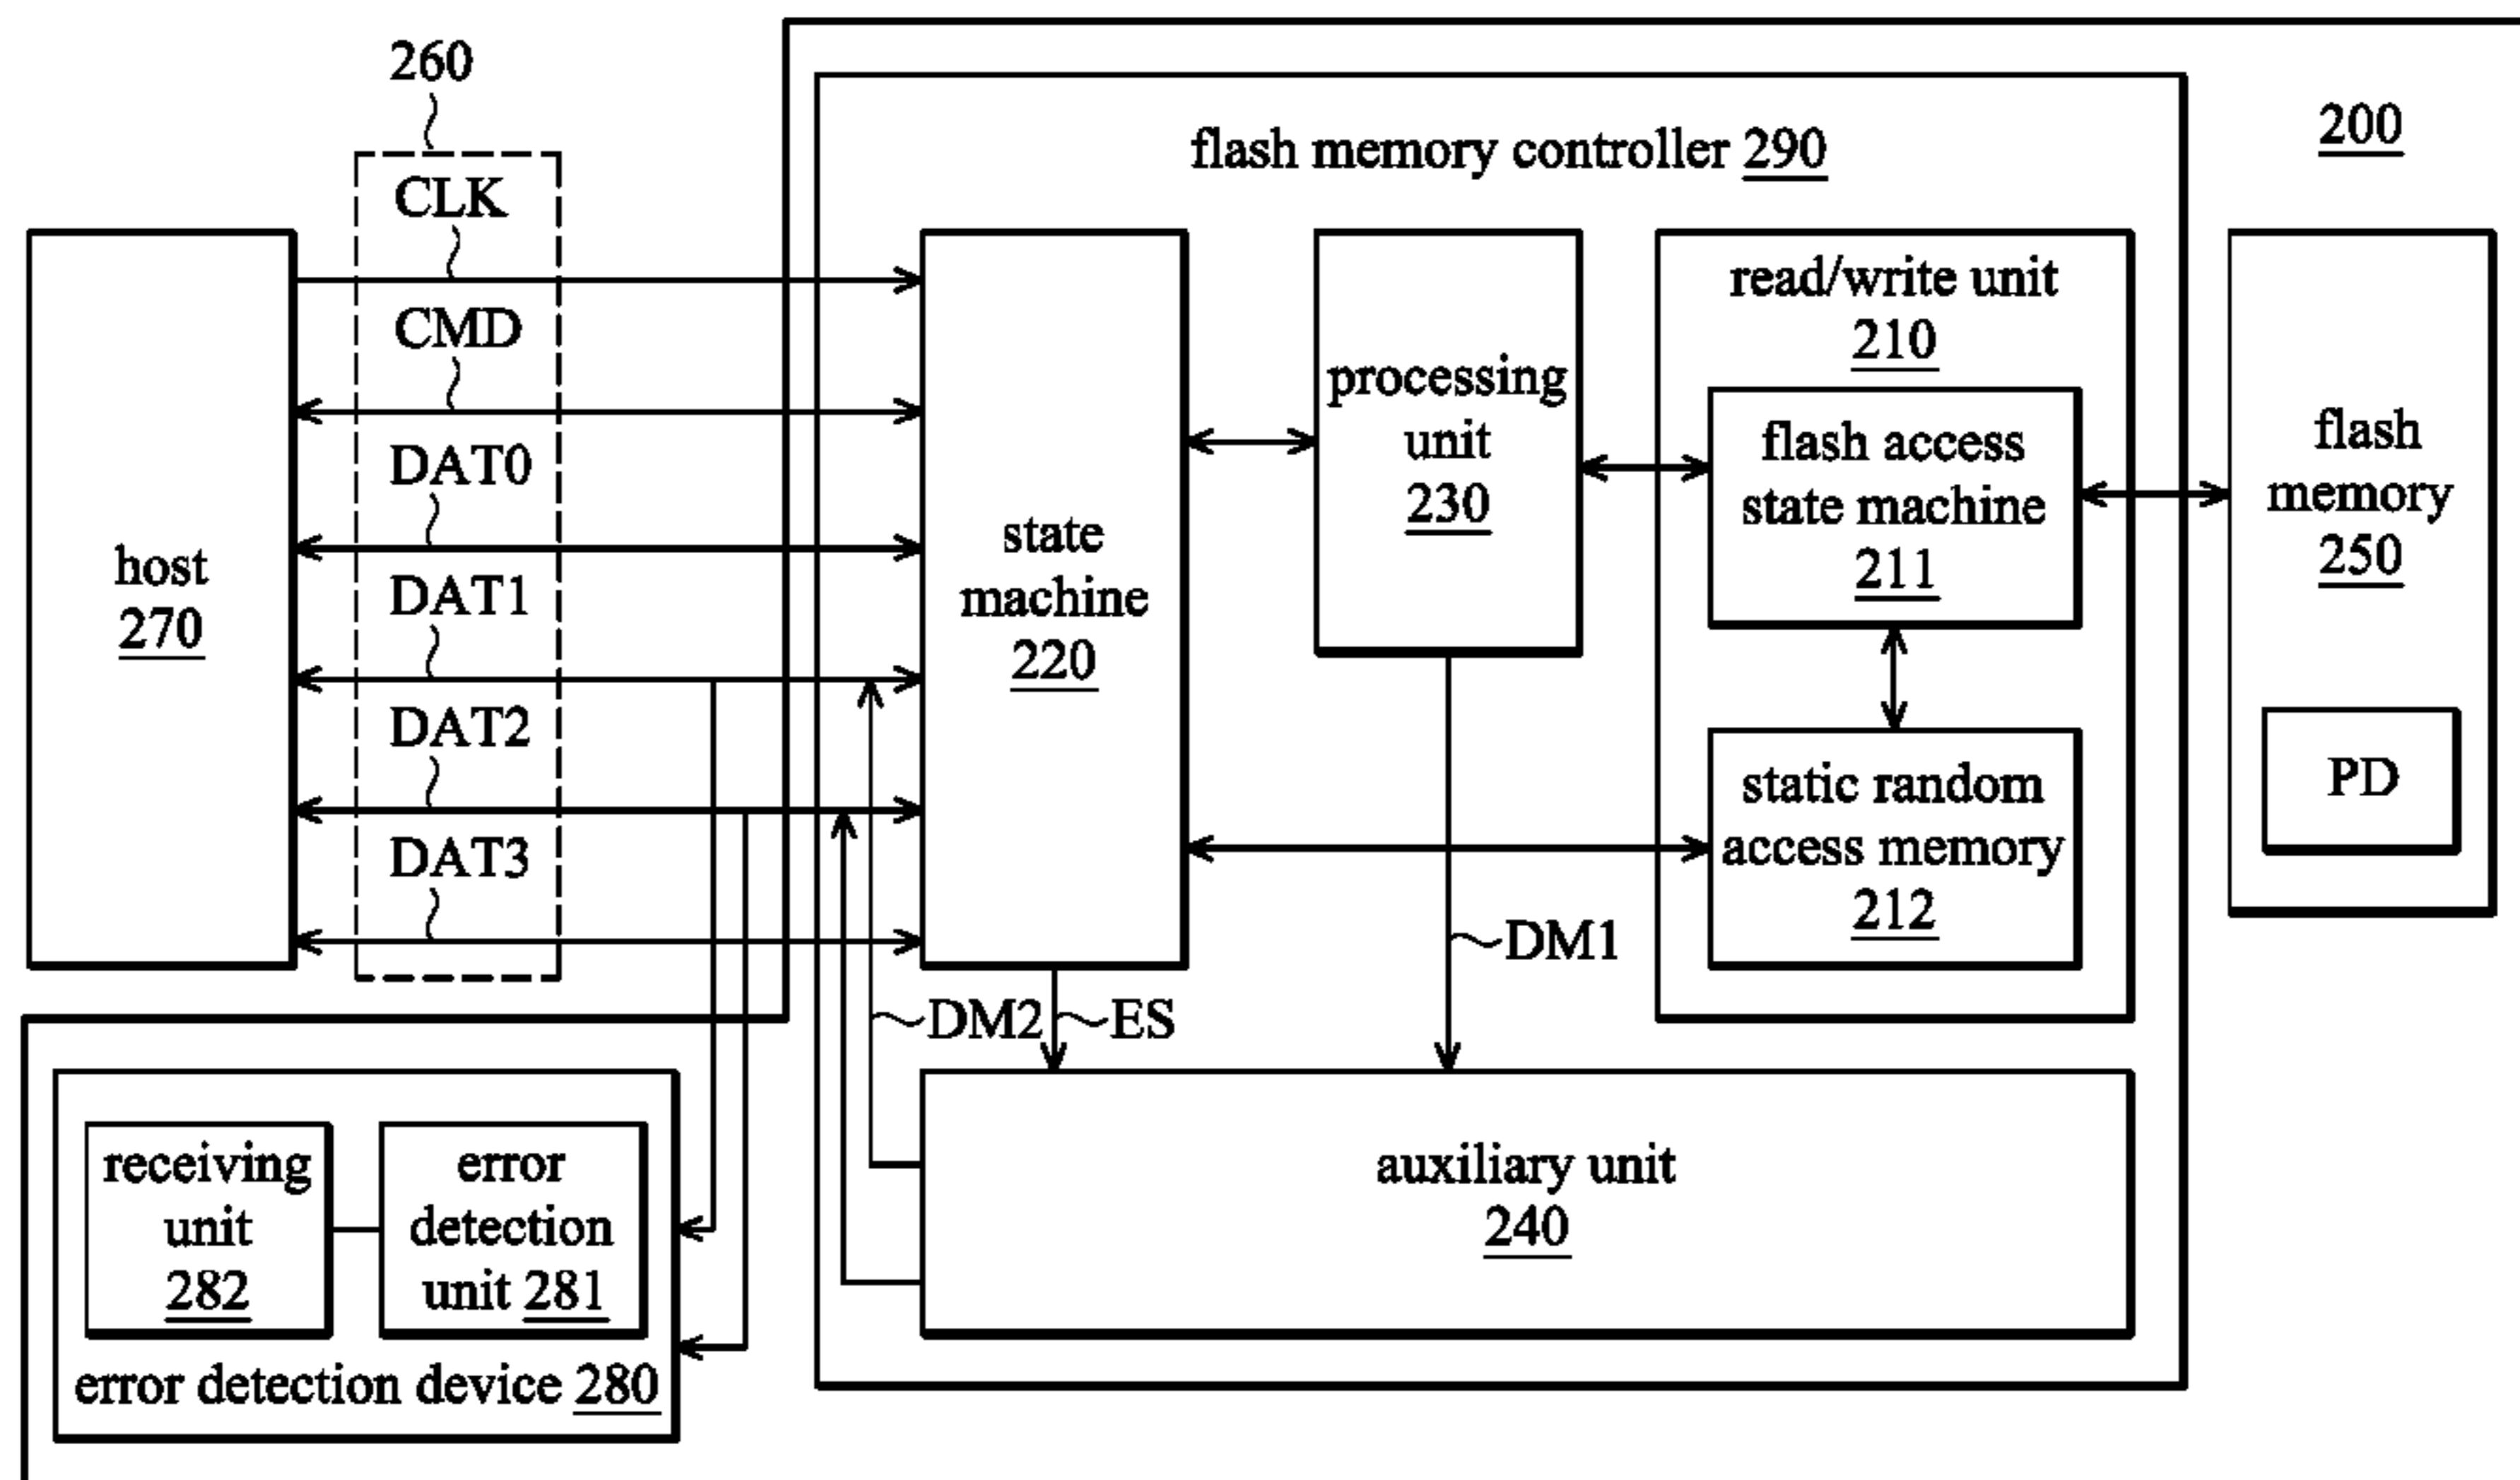 260
CLK
CMD
DAT0
DAT1
DAT2
DAT3
host
270
200
flash memory controller 290
state
machine
220
processing
unit
230
read/write unit
210
flash access
state machine
211
static random
access memory
212
flash
memory
250
PD
DM1
DM2
ES
auxiliary unit
240
receiving
unit
282
error
detection
unit 281
error detection device 280